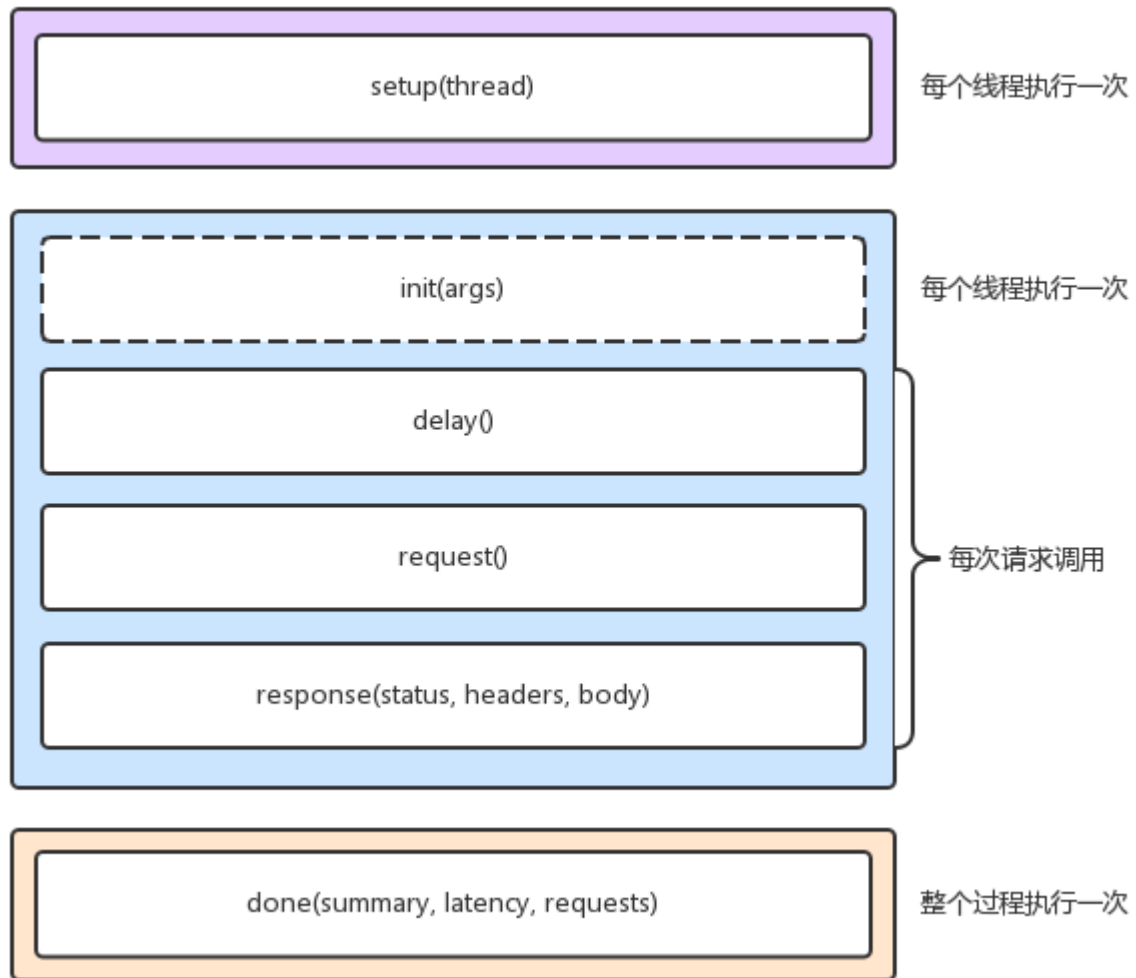 setup(thread)
每个线程执行一次
init(args)
每个线程执行一次
delay()
request()
每次请求调用
response(status, headers, body)
done(summary, latency, requests)
整个过程执行一次